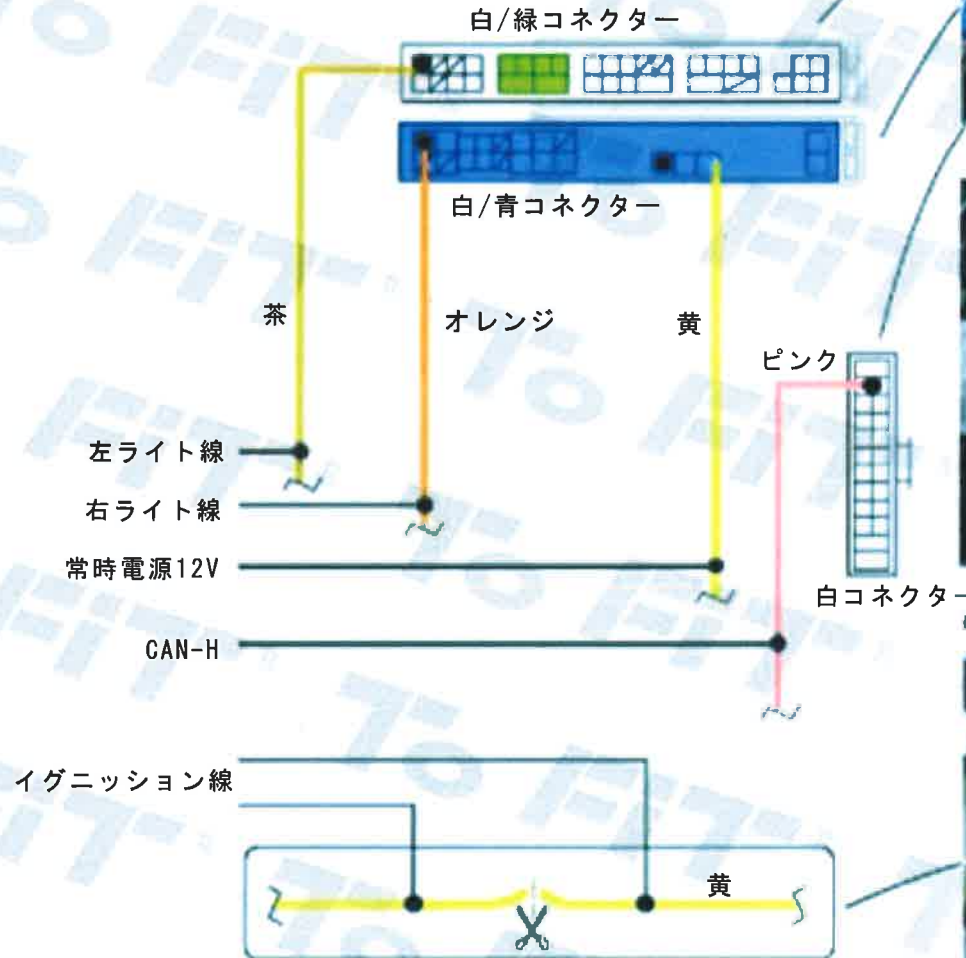 白/緑コネクター
白/青コネクター
茶
オレンジ
黄
ピンク
左ライト線
右ライト線
常時電源12V
白コネクター
CAN-H
イグニッション線
黄
To FiT